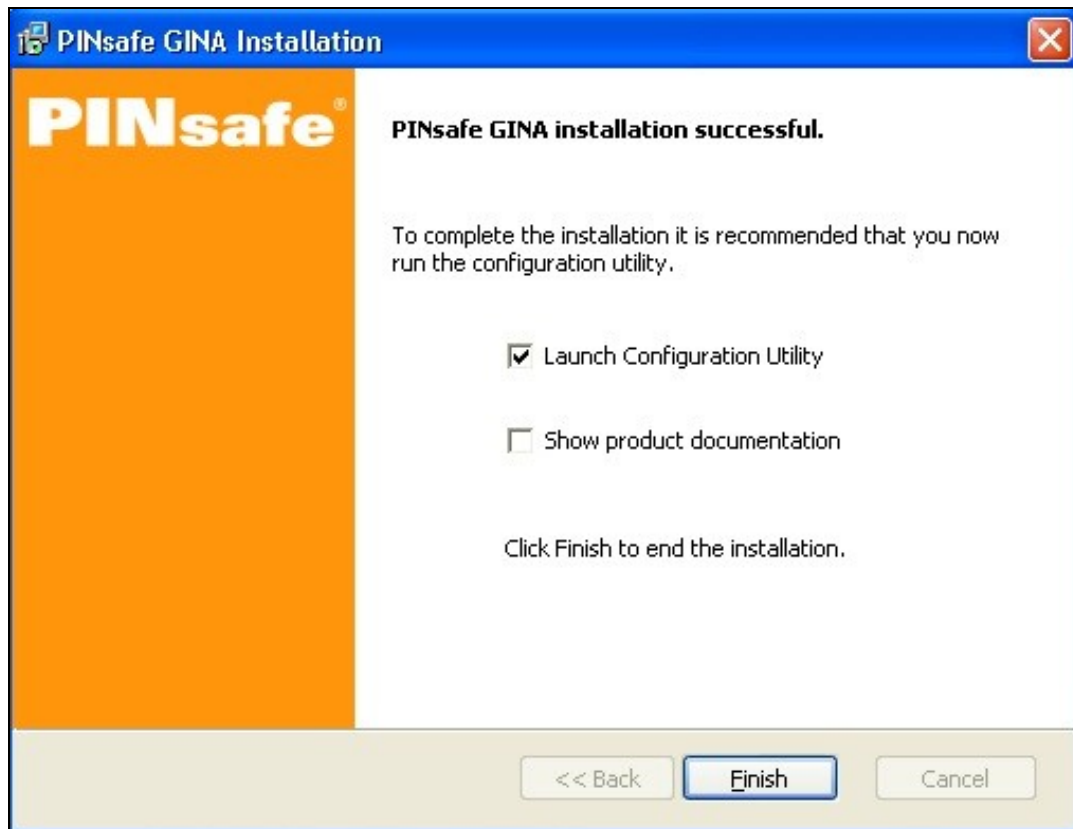 PINsafe GINA Installation
PINsafe®
PINsafe GINA installation successful.
To complete the installation it is recommended that you now
run the configuration utility.
Launch Configuration Utility
Show product documentation
Click Finish to end the installation.
<< Back
Finish
Cancel